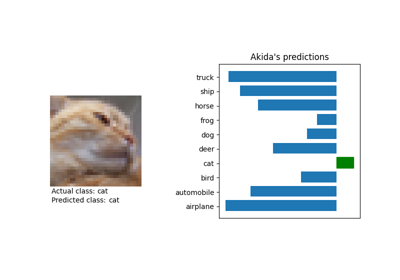 Akida's predictions
truck
ship
horse
frog
dog
deer
cat
bird
automobile
airplane
Actual class: cat
Predicted class: cat